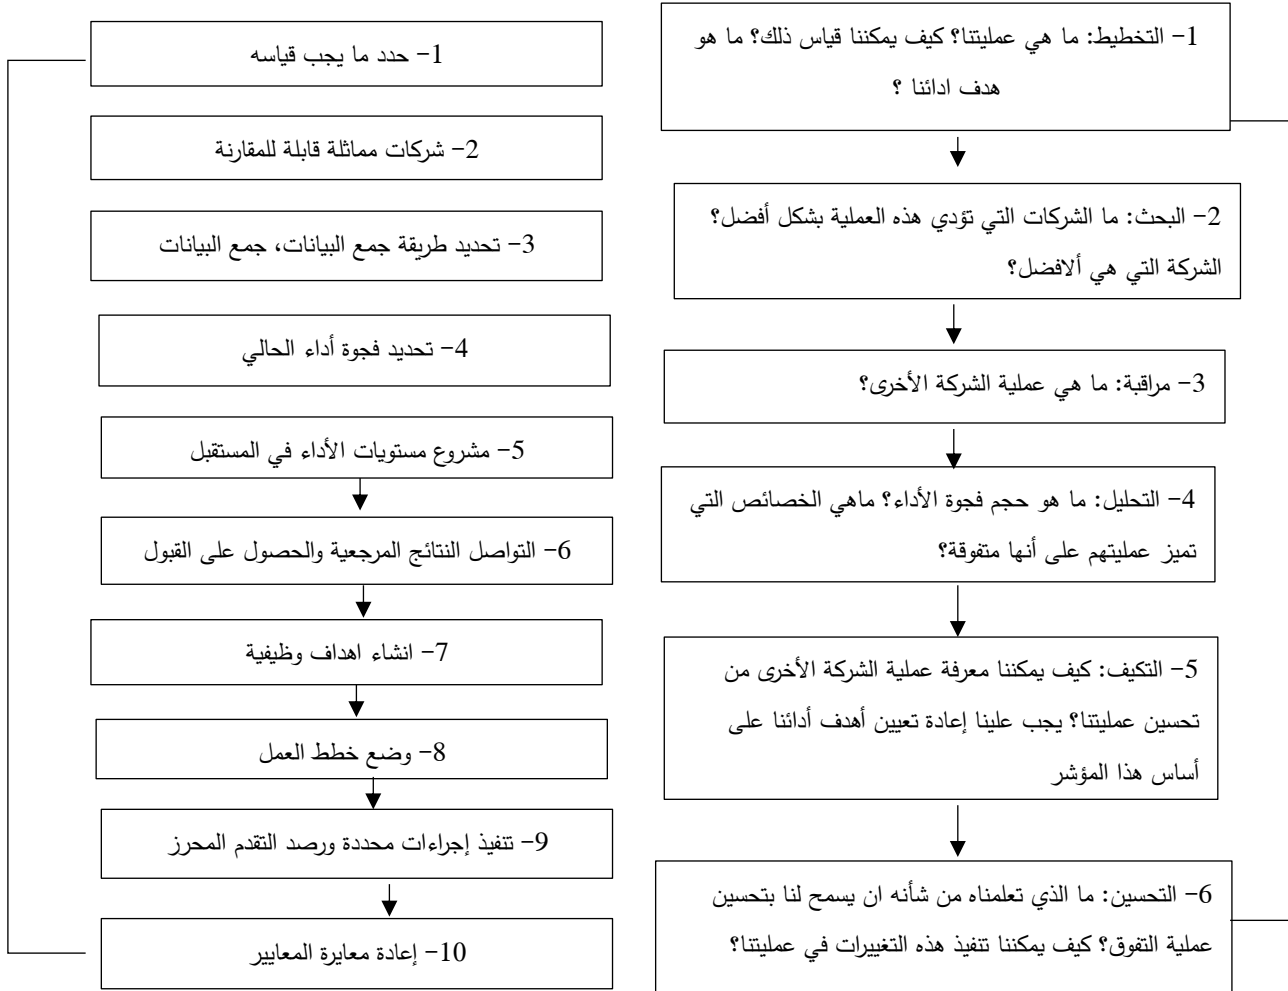 1- التخطيط: ما هي عمليتنا؟ كيف يمكننا قياس ذلك؟ ما هو
هدف ادائنا ؟
2- البحث: ما الشركات التي تؤدي هذه العملية بشكل أفضل؟
الشركة التي هي ألافضل؟
3- مراقبة: ما هي عملية الشركة الأخرى؟
4- التحليل: ما هو حجم فجوة الأداء؟ ماهي الخصائص التي
تميز عمليتهم على أنها متفوقة؟
5- التكيف: كيف يمكننا معرفة عملية الشركة الأخرى من
تحسين عمليتنا؟ يجب علينا إعادة تعيين أهدف أدائنا على
أساس هذا المؤشر
6- التحسين: ما الذي تعلمناه من شأنه ان يسمح لنا بتحسين
عملية التفوق؟ كيف يمكننا تنفيذ هذه التغييرات في عمليتنا؟
1- حدد ما يجب قياسه
2- شركات مماثلة قابلة للمقارنة
3- تحديد طريقة جمع البيانات، جمع البيانات
4- تحديد فجوة أداء الحالي
5- مشروع مستويات الأداء في المستقبل
6- التواصل النتائج المرجعية والحصول على القبول
7- انشاء اهداف وظيفية
8- وضع خطط العمل
9- تنفيذ إجراءات محددة ورصد التقدم المحرز
10- إعادة معايرة المعايير